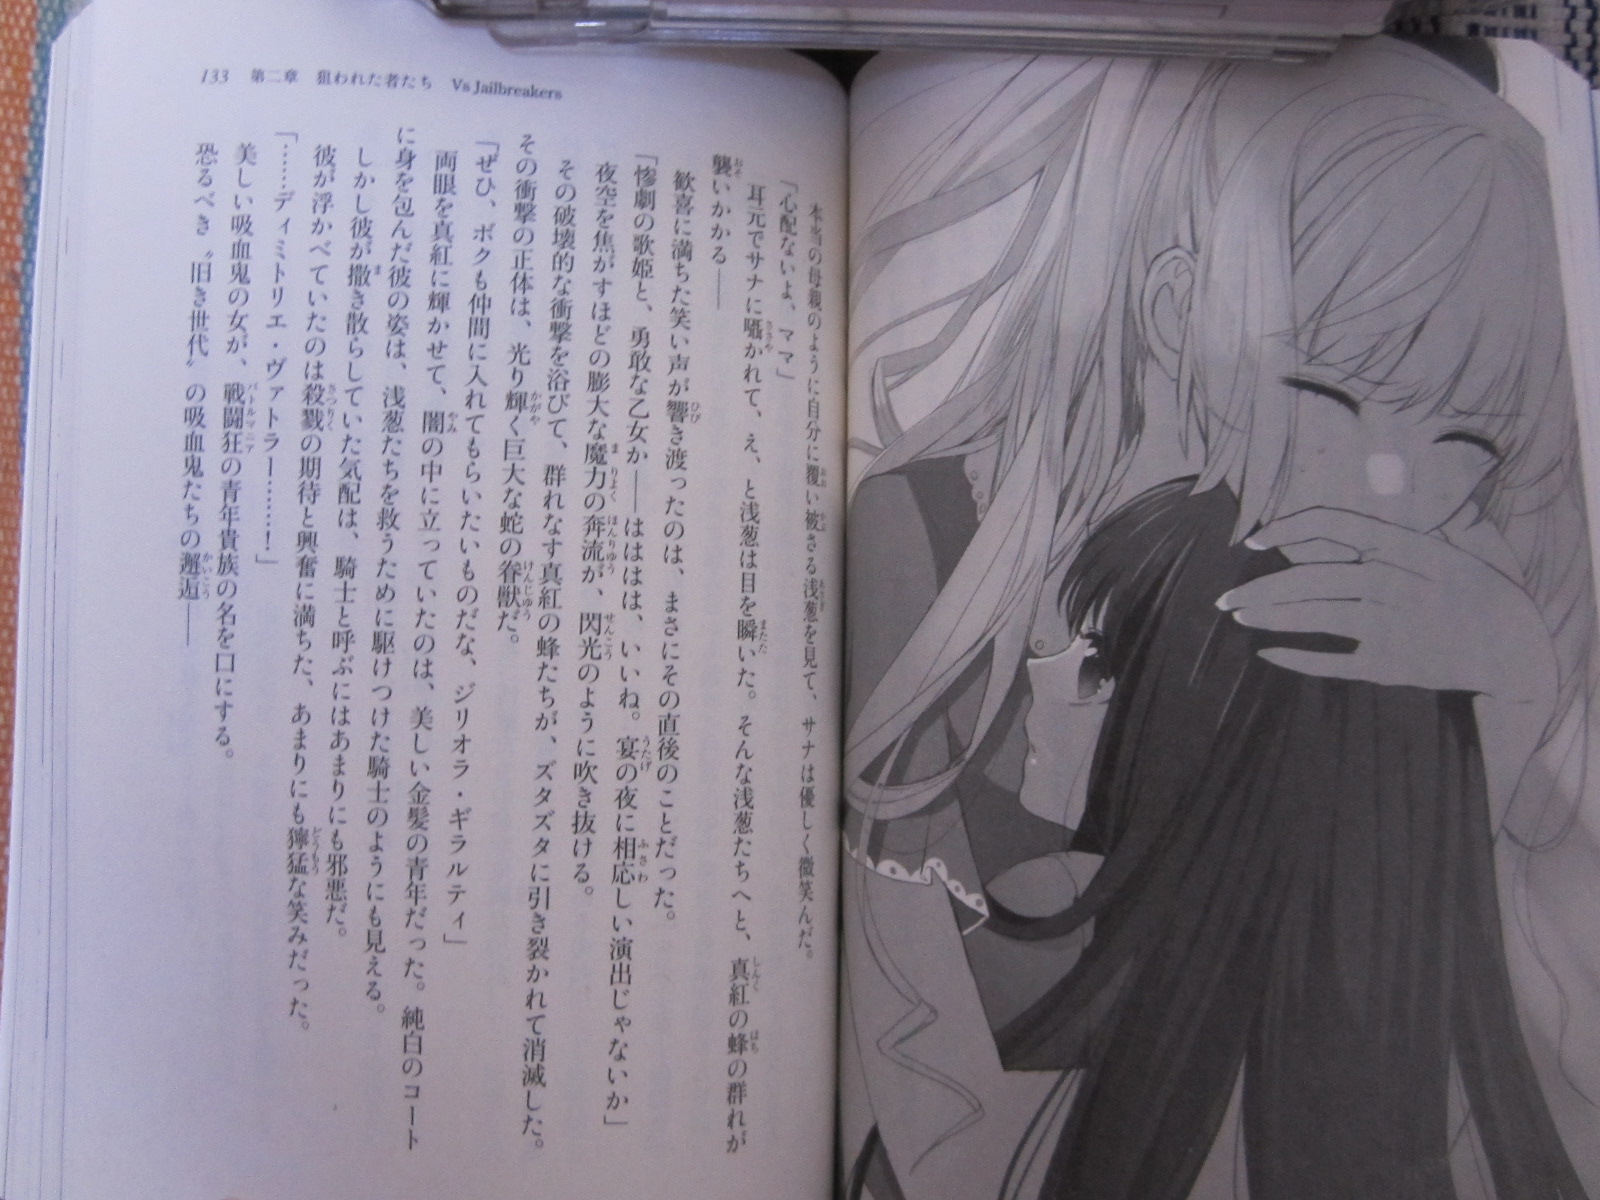 133　第二章　狙われた者たち　Vs Jailbreakers
本当の母親のように自分に覆い被さる浅葱を見て、サナは優しく微笑んだ。
「心配ないよ、ママ」
耳元でサナに囁かれて、え、と浅葱は目を瞬いた。そんな浅葱たちへと、真紅の蜂の群れが
襲いかかる――
歓喜に満ちた笑い声が響き渡ったのは、まさにその直後のことだった。
「惨劇の歌姫と、勇敢な乙女か――はははは、いいね。宴の夜に相応しい演出じゃないか」
夜空を焦がすほどの膨大な魔力の奔流が、閃光のように吹き抜ける。
その破壊的な衝撃を浴びて、群れなす真紅の蜂たちが、ズタズタに引き裂かれて消滅した。
その衝撃の正体は、光り輝く巨大な蛇の眷獣だ。
「ぜひ、ボクも仲間に入れてもらいたいものだな、ジリオラ・ギラルティ」
両眼を真紅に輝かせて、闇の中に立っていたのは、美しい金髪の青年だった。純白のコート
に身を包んだ彼の姿は、浅葱たちを救うために駆けつけた騎士のようにも見える。
しかし彼が撒き散らしていた気配は、騎士と呼ぶにはあまりにも邪悪だ。
彼が浮かべていたのは殺戮の期待と興奮に満ちた、あまりにも獰猛な笑みだった。
「……ディミトリエ・ヴァトラー………！」
美しい吸血鬼の女が、戦闘狂の青年貴族の名を口にする。
恐るべき〝旧き世代〟の吸血鬼たちの邂逅――